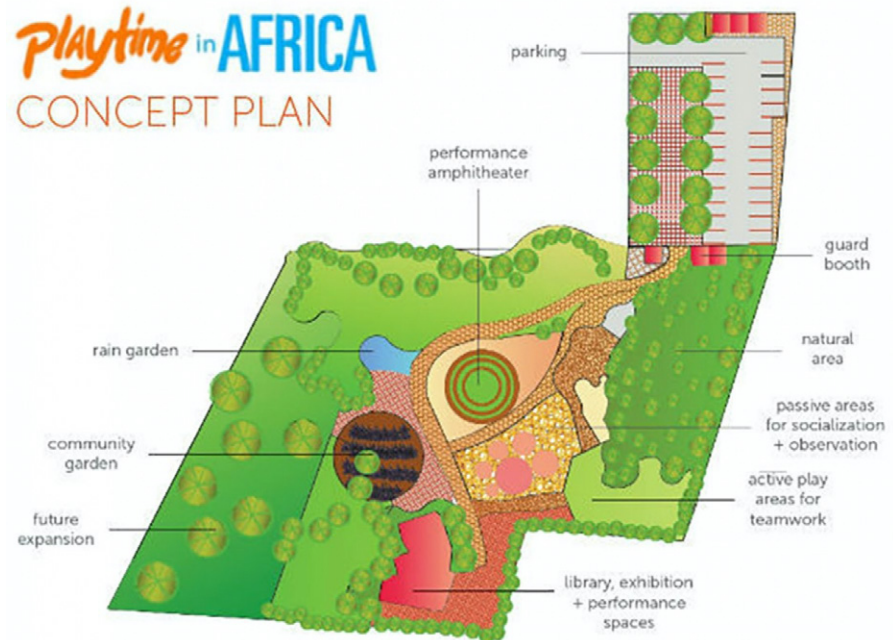 Playtime in AFRICA
CONCEPT PLAN
parking
performance
amphitheater
guard
booth
rain garden
natural
area
passive areas
for socialization
+ observation
community
garden
active play
areas for
teamwork
future
expansion
library, exhibition
+ performance
spaces